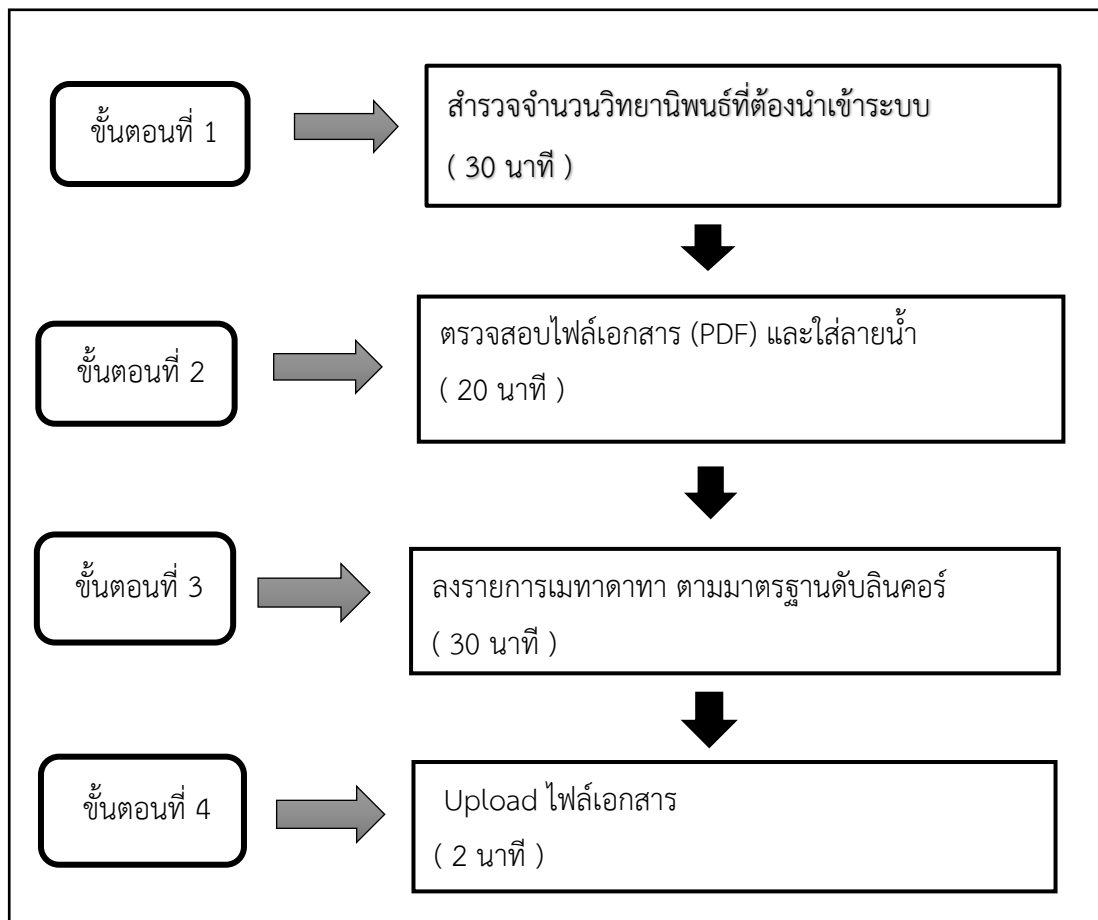 ขั้นตอนที่ 1
สำรวจจำนวนวิทยานิพนธ์ที่ต้องนำเข้าระบบ
( 30 นาที )
ขั้นตอนที่ 2
ตรวจสอบไฟล์เอกสาร (PDF) และใส่ลายน้ำ
( 20 นาที )
ขั้นตอนที่ 3
ลงรายการเมทาดาทา ตามมาตรฐานดับลินคอร์
( 30 นาที )
ขั้นตอนที่ 4
Upload ไฟล์เอกสาร
( 2 นาที )